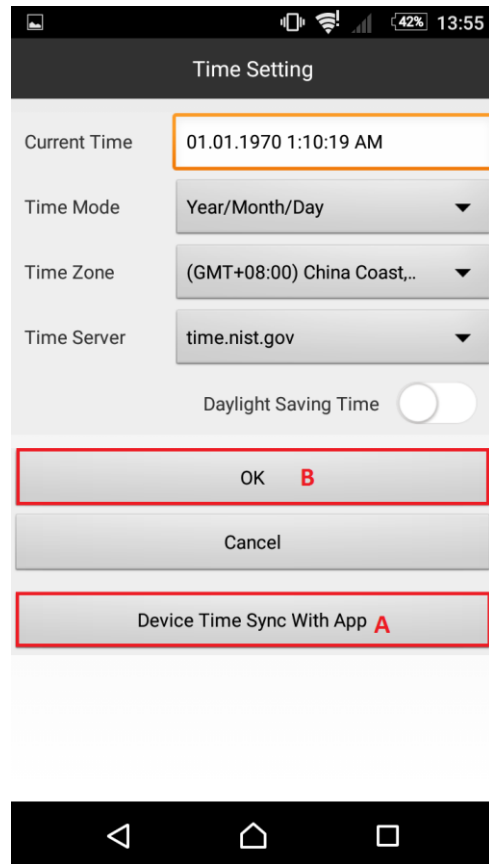 42% 13:55
Time Setting
Current Time 01.01.1970 1:10:19 AM
Time Mode Year/Month/Day
Time Zone (GMT+08:00) China Coast,..
Time Server time.nist.gov
Daylight Saving Time
OK B
Cancel
Device Time Sync With App A